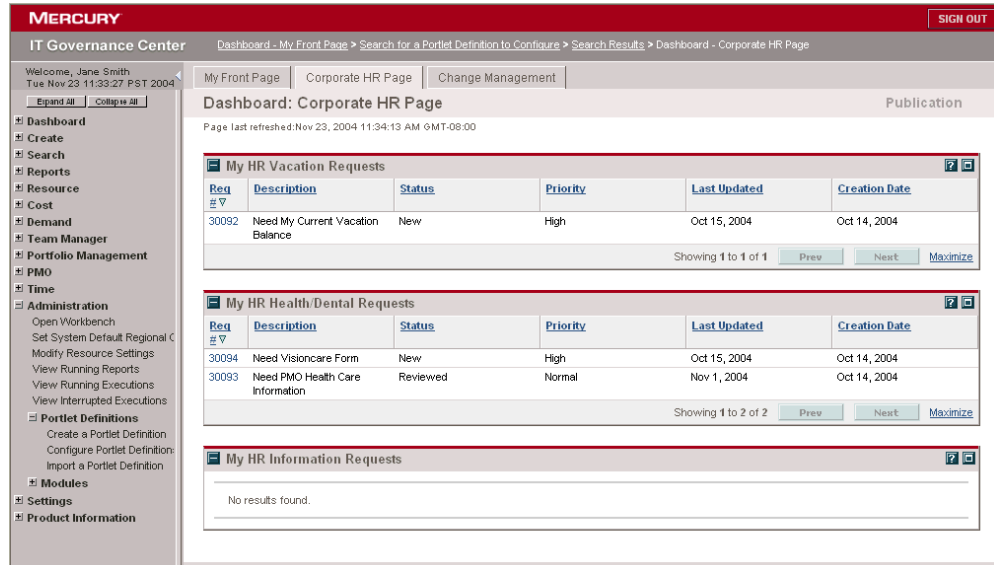 MERCURY
SIGN OUT
IT Governance Center
Dashboard - My Front Page > Search for a Portlet Definition to Configure > Search Results > Dashboard - Corporate HR Page
Welcome, Jane Smith
Tue Nov 23 11:33:27 PST 2004
Expand All
Collapse All
Dashboard
Create
Search
Reports
Resource
Cost
Demand
Team Manager
Portfolio Management
PMO
Time
Administration
Open Workbench
Set System Default Regional C
Modify Resource Settings
View Running Reports
View Running Executions
View Interrupted Executions
Portlet Definitions
Create a Portlet Definition
Configure Portlet Definition
Import a Portlet Definition
Modules
Settings
Product Information
My Front Page
Corporate HR Page
Change Management
Dashboard: Corporate HR Page
Publication
Page last refreshed:Nov 23, 2004 11:34:13 AM GMT-08:00
My HR Vacation Requests
Req # Description Status Priority Last Updated Creation Date
30092 Need My Current Vacation Balance New High Oct 15, 2004 Oct 14, 2004
Showing 1 to 1 of 1 Prev Next Maximize
My HR Health/Dental Requests
Req # Description Status Priority Last Updated Creation Date
30094 Need Visioncare Form New High Oct 15, 2004 Oct 14, 2004
30093 Need PMO Health Care Information Reviewed Normal Nov 1, 2004 Oct 14, 2004
Showing 1 to 2 of 2 Prev Next Maximize
My HR Information Requests
No results found.